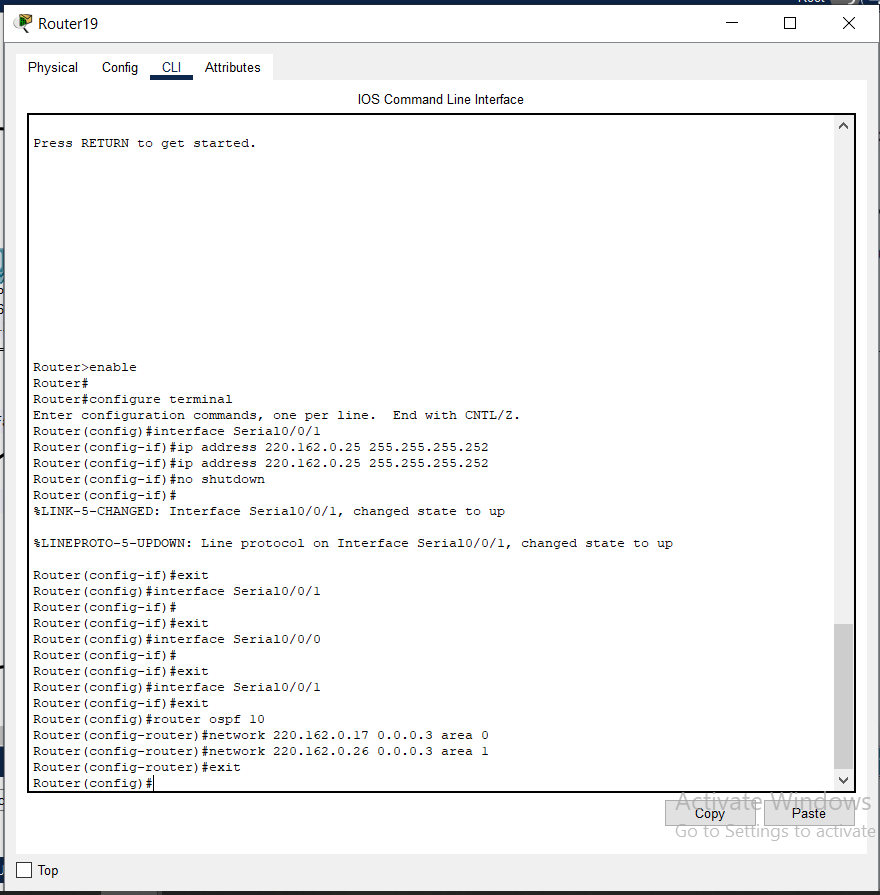 Router19
Physical Config CLI Attributes
IOS Command Line Interface
Press RETURN to get started.
Router>enable
Router#
Router#configure terminal
Enter configuration commands, one per line.  End with CNTL/Z.
Router(config)#interface Serial0/0/1
Router(config-if)#ip address 220.162.0.25 255.255.255.252
Router(config-if)#ip address 220.162.0.25 255.255.255.252
Router(config-if)#no shutdown
Router(config-if)#
%LINK-5-CHANGED: Interface Serial0/0/1, changed state to up
%LINEPROTO-5-UPDOWN: Line protocol on Interface Serial0/0/1, changed state to up
Router(config-if)#exit
Router(config)#interface Serial0/0/1
Router(config-if)#
Router(config-if)#exit
Router(config)#interface Serial0/0/0
Router(config-if)#
Router(config-if)#exit
Router(config)#interface Serial0/0/1
Router(config-if)#exit
Router(config)#router ospf 10
Router(config-router)#network 220.162.0.17 0.0.0.3 area 0
Router(config-router)#network 220.162.0.26 0.0.0.3 area 1
Router(config-router)#exit
Router(config)#
Activate Windows
Copy Paste
Go to Settings to activate
Top